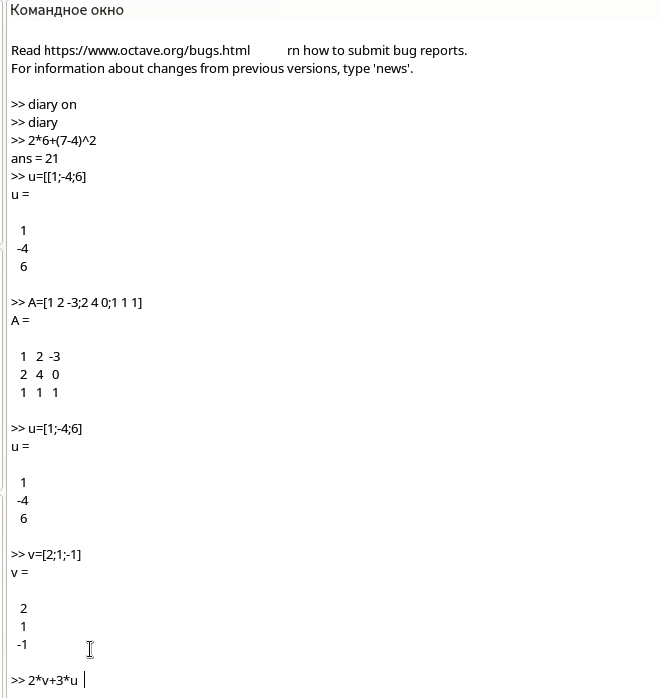 Командное окно
Read https://www.octave.org/bugs.html rn how to submit bug reports.
For information about changes from previous versions, type 'news'.
>> diary on
>> diary
>> 2*6+(7-4)^2
ans = 21
>> u=[[1;-4;6]
u =
1
-4
6
>> A=[1 2 -3;2 4 0;1 1 1]
A =
1 2 -3
2 4 0
1 1 1
>> u=[1;-4;6]
u =
1
-4
6
>> v=[2;1;-1]
v =
2
1
-1
>> 2*v+3*u